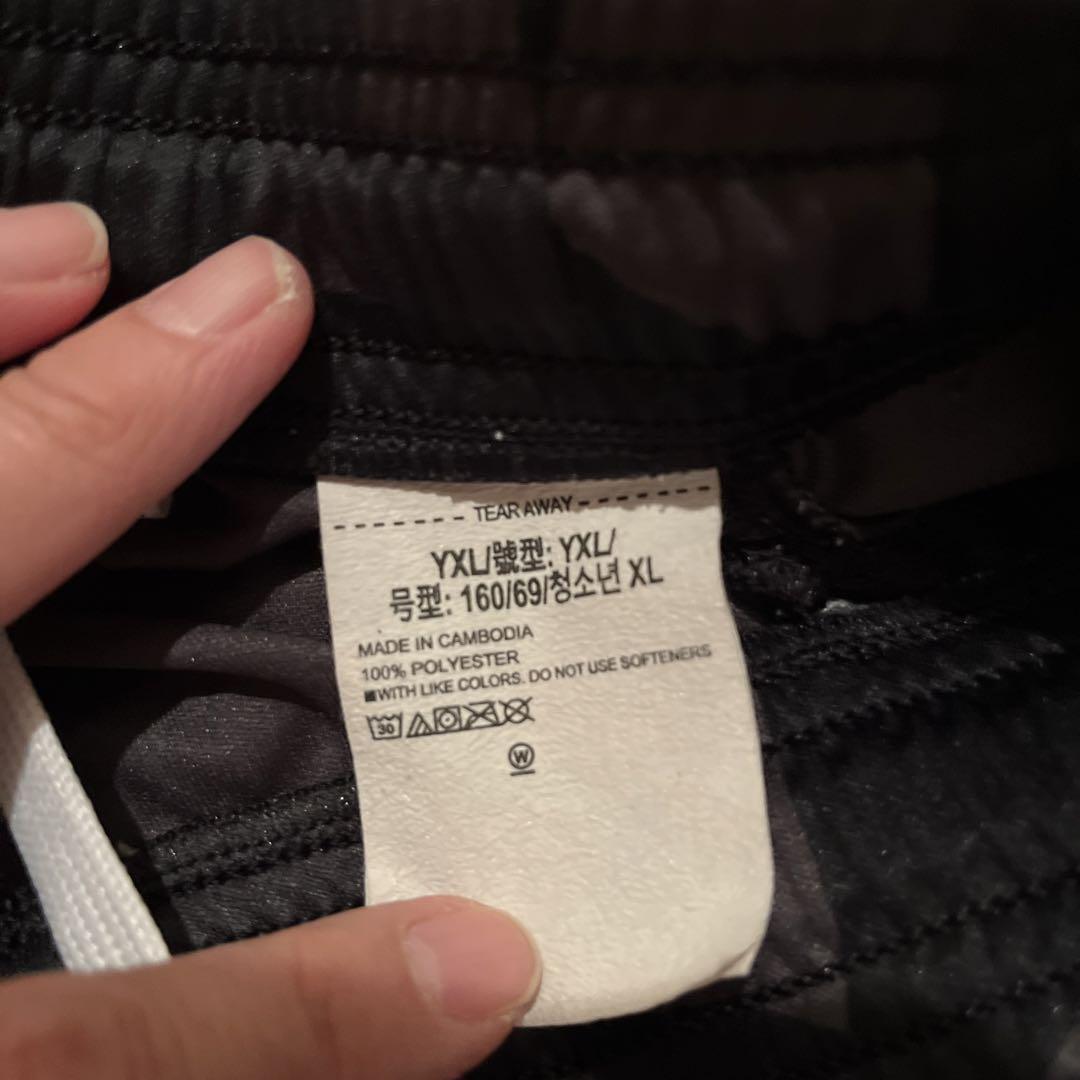 TEAR AWAY
YXL/號型: YXL/
号型: 160/69/청소년 XL
MADE IN CAMBODIA
100% POLYESTER
■WITH LIKE COLORS. DO NOT USE SOFTENERS
30
W